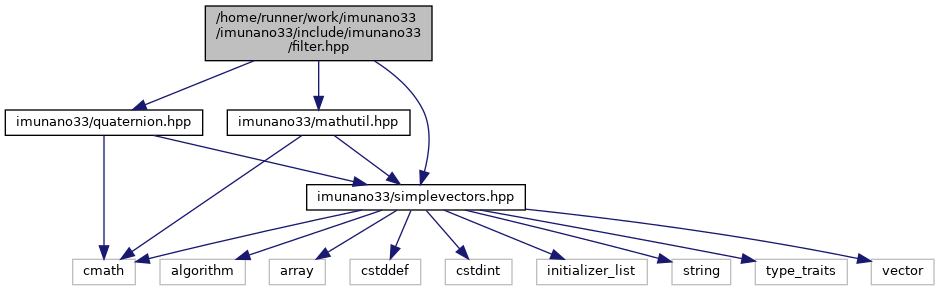 /home/runner/work/imunano33
/imunano33/include/imunano33
/filter.hpp
imunano33/quaternion.hpp
imunano33/mathutil.hpp
imunano33/simplevectors.hpp
cmath
algorithm
array
cstddef
cstdint
initializer_list
string
type_traits
vector